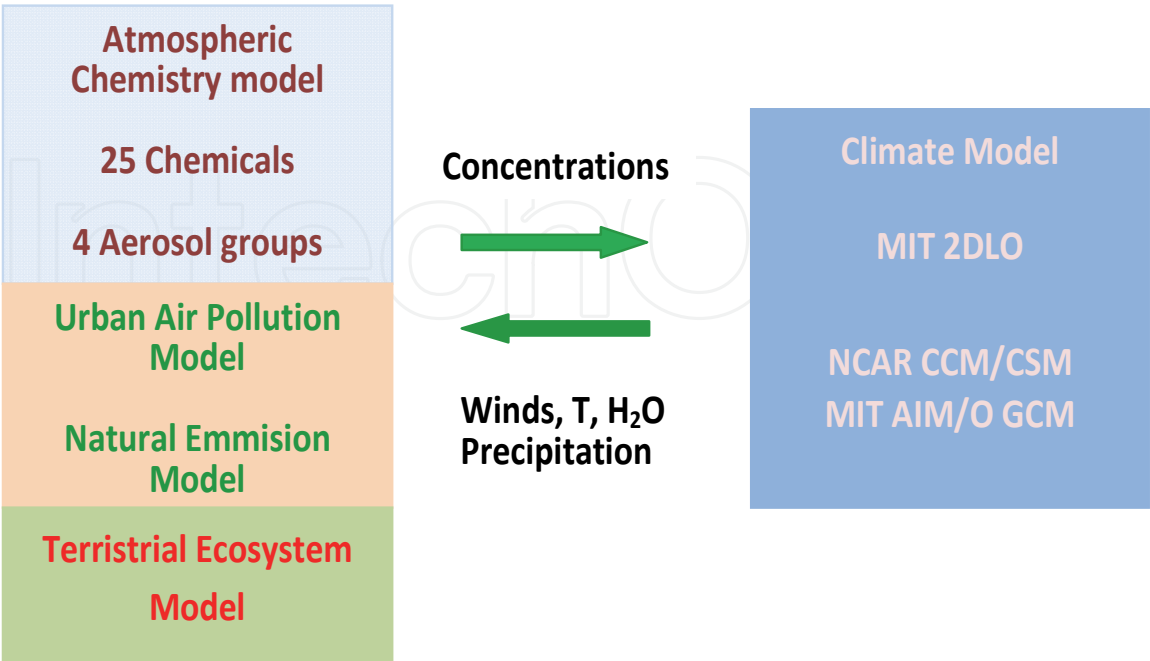 Atmospheric
Chemistry model
25 Chemicals
4 Aerosol groups
Urban Air Pollution
Model
Natural Emmision
Model
Terristrial Ecosystem
Model
Concentrations
Winds, T, H₂O
Precipitation
Climate Model
MIT 2DLO
NCAR CCM/CSM
MIT AIM/O GCM